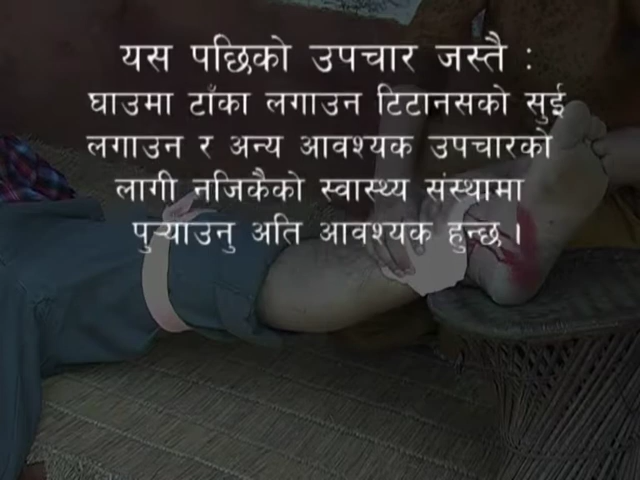 यस पछिको उपचार जस्तै :
घाउमा टाँका लगाउन टिटानसको सुई
लगाउन र अन्य आवश्यक उपचारको
लागी नजिकैको स्वास्थ्य संस्थामा
पुर्‍याउनु अति आवश्यक हुन्छ ।